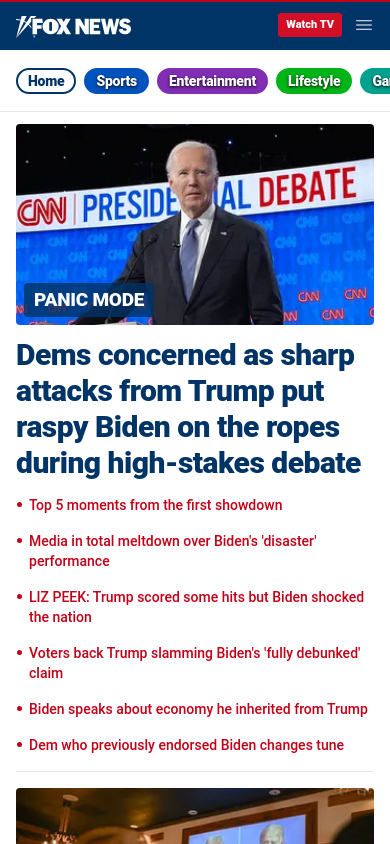 FOX NEWS
Watch TV
Home
Sports
Entertainment
Lifestyle
Ga
CNN PRESIDE IAL DEBATE
CNN
CNN
CNN
PANIC MODE
Dems concerned as sharp
attacks from Trump put
raspy Biden on the ropes
during high-stakes debate
Top 5 moments from the first showdown
Media in total meltdown over Biden's 'disaster'
performance
LIZ PEEK: Trump scored some hits but Biden shocked
the nation
Voters back Trump slamming Biden's 'fully debunked'
claim
Biden speaks about economy he inherited from Trump
Dem who previously endorsed Biden changes tune